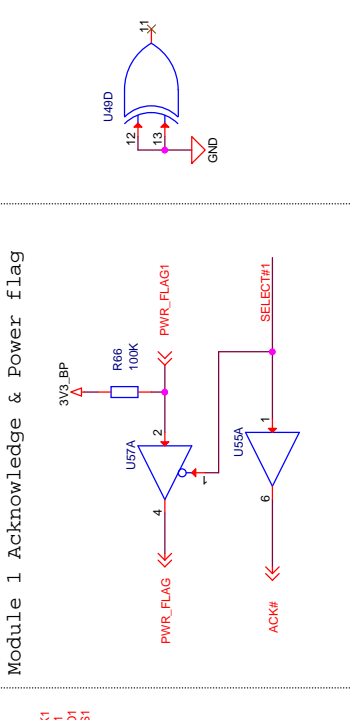 11
U49D
12
13
GND
Module 1 Acknowledge & Power flag
3V3_BP
R66
100K
PWR_FLAG1
U57A
2
4
1
PWR_FLAG
SELECT#1
U55A
1
6
ACK#